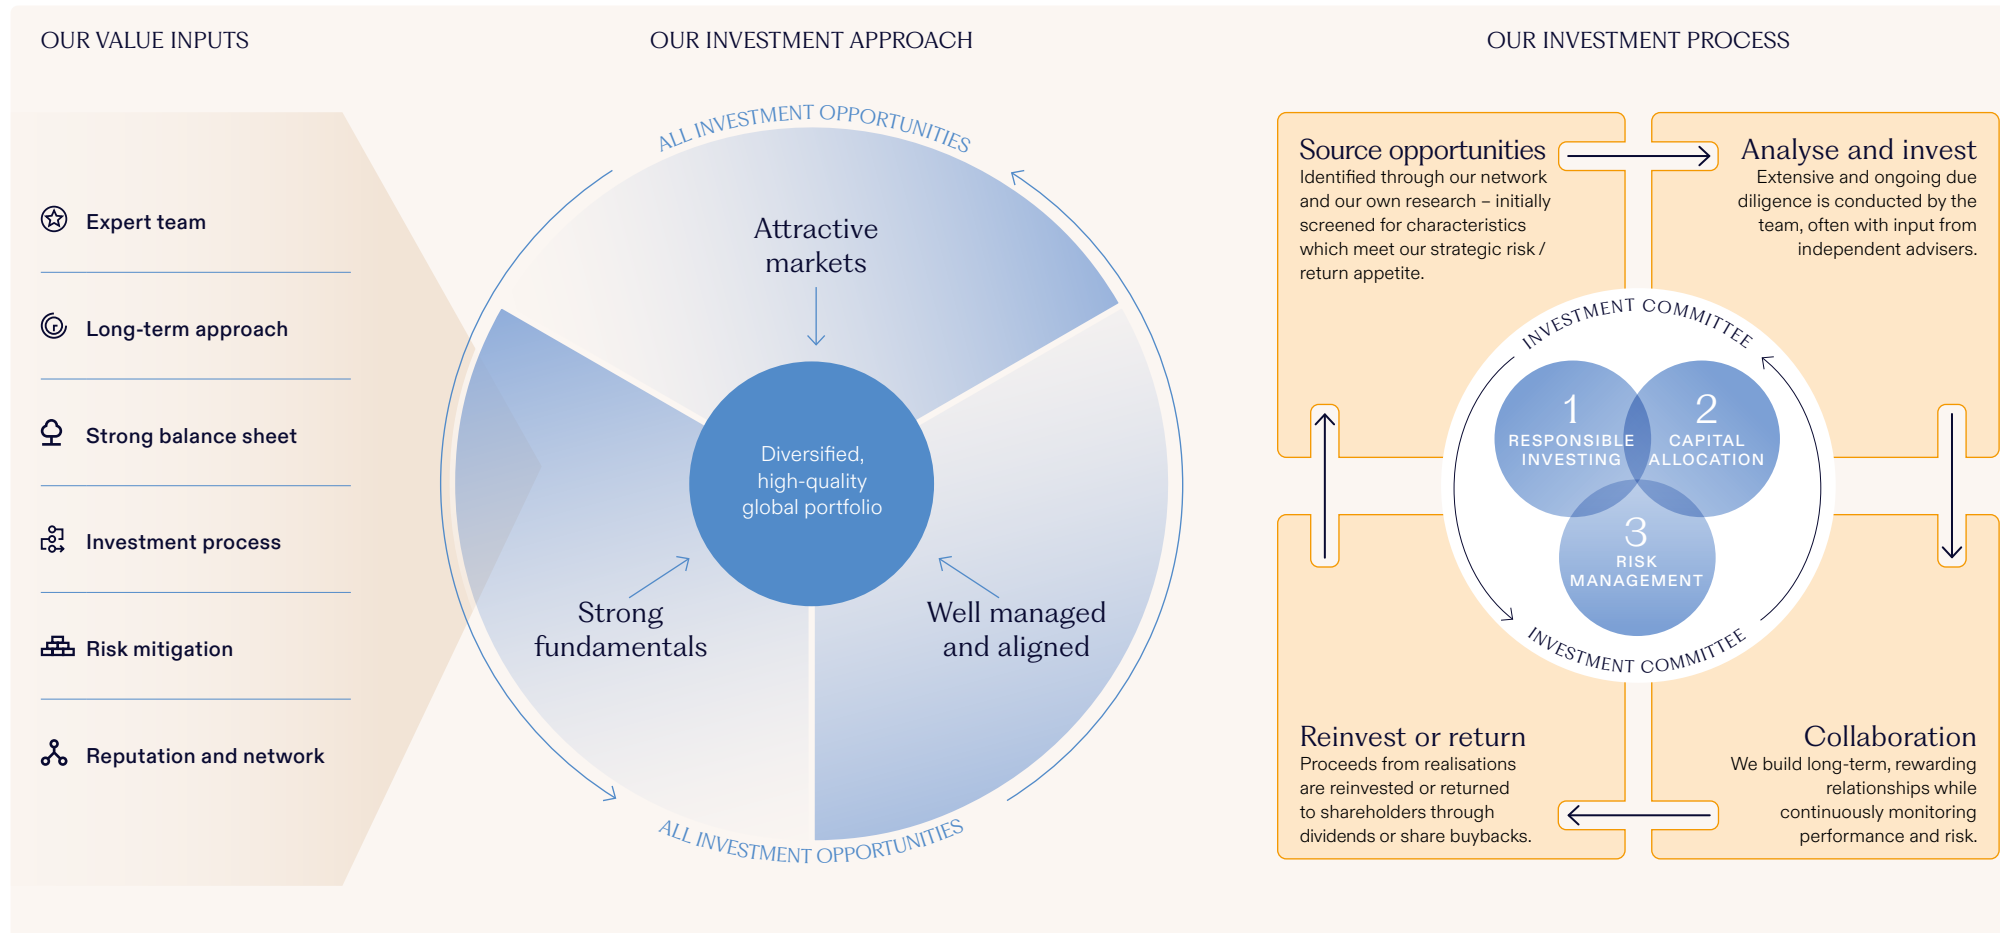 OUR VALUE INPUTS
Expert team
Long-term approach
Strong balance sheet
Investment process
Risk mitigation
Reputation and network
OUR INVESTMENT APPROACH
ALL INVESTMENT OPPORTUNITIES
Attractive
markets
Diversified,
high-quality
global portfolio
Strong
fundamentals
Well managed
and aligned
ALL INVESTMENT OPPORTUNITIES
OUR INVESTMENT PROCESS
Source opportunities
Identified through our network
and our own research – initially
screened for characteristics
which meet our strategic risk /
return appetite.
Analyse and invest
Extensive and ongoing due
diligence is conducted by the
team, often with input from
independent advisers.
INVESTMENT COMMITTEE
1
RESPONSIBLE
INVESTING
2
CAPITAL
ALLOCATION
3
RISK
MANAGEMENT
INVESTMENT COMMITTEE
Reinvest or return
Proceeds from realisations
are reinvested or returned
to shareholders through
dividends or share buybacks.
Collaboration
We build long-term, rewarding
relationships while
continuously monitoring
performance and risk.